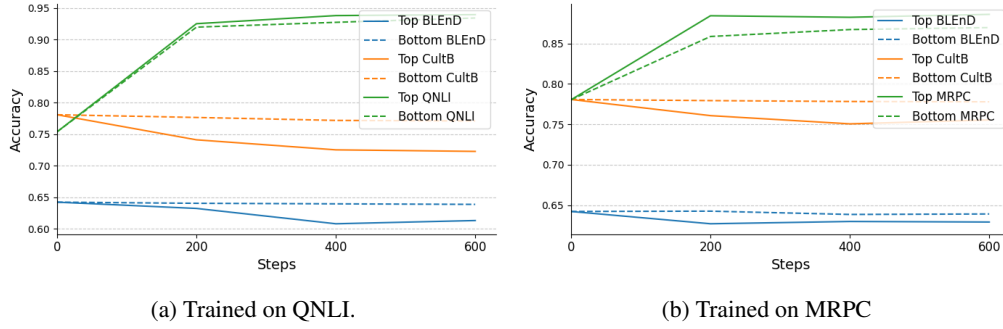 0.95
0.90
0.85
0.80
0.75
0.70
0.65
0.60
Accuracy
0
200
400
600
Steps
Top BLEnD
Bottom BLEnD
Top CultB
Bottom CultB
Top QNLI
Bottom QNLI
(a) Trained on QNLI.
0.85
0.80
0.75
0.70
0.65
Accuracy
0
200
400
600
Steps
Top BLEnD
Bottom BLEnD
Top CultB
Bottom CultB
Top MRPC
Bottom MRPC
(b) Trained on MRPC